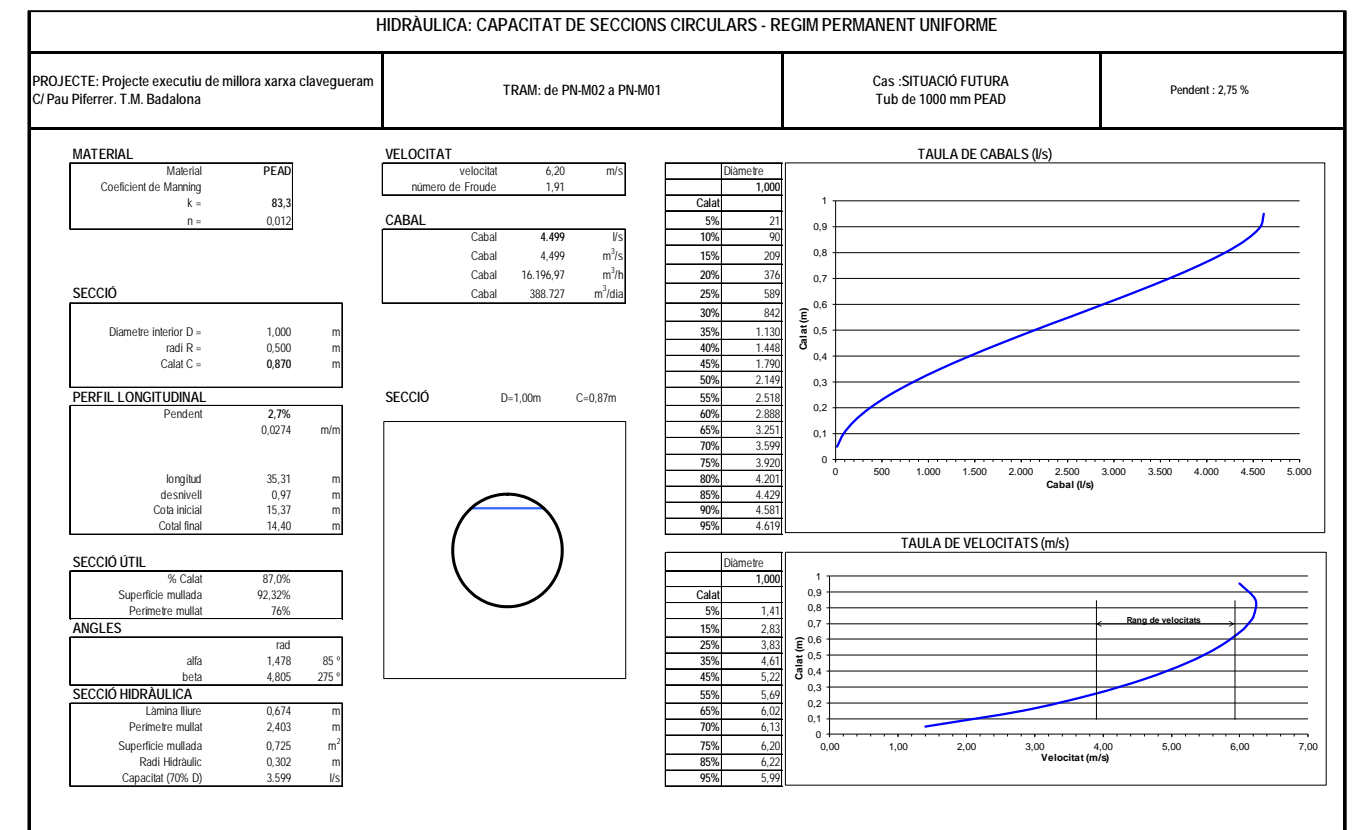 HIDRÀULICA: CAPACITAT DE SECCIONS CIRCULARS - REGIM PERMANENT UNIFORME
PROJECTE: Projecte executiu de millora xarxa clavegueram
C/ Pau Piferrer. T.M. Badalona
TRAM: de PN-M02 a PN-M01
Cas :SITUACIÓ FUTURA
Tub de 1000 mm PEAD
Pendent : 2,75 %
MATERIAL
Material PEAD
Coeficient de Manning
k = 83,3
n = 0,012
SECCIÓ
Diametre interior D = 1,000 m
radi R = 0,500 m
Calat C = 0,870 m
PERFIL LONGITUDINAL
Pendent 2,7%
0,0274 m/m
longitud 35,31 m
desnivell 0,97 m
Cota inicial 15,37 m
Cotal final 14,40 m
SECCIÓ ÚTIL
% Calat 87,0%
Superfície mullada 92,32%
Perímetre mullat 76%
ANGLES
rad
alfa 1,478 85 º
beta 4,805 275 º
SECCIÓ HIDRÀULICA
Làmina lliure 0,674 m
Perímetre mullat 2,403 m
Superfície mullada 0,725 m²
Radi Hidràulic 0,302 m
Capacitat (70% D) 3.599 l/s
VELOCITAT
velocitat 6,20 m/s
número de Froude 1,91
CABAL
Cabal 4.499 l/s
Cabal 4,499 m³/s
Cabal 16.196,97 m³/h
Cabal 388.727 m³/dia
SECCIÓ D=1,00m C=0,87m
Diàmetre
1,000
Calat
5% 21
10% 90
15% 209
20% 376
25% 589
30% 842
35% 1.130
40% 1.448
45% 1.790
50% 2.149
55% 2.518
60% 2.888
65% 3.251
70% 3.599
75% 3.920
80% 4.201
85% 4.429
90% 4.581
95% 4.619
TAULA DE CABALS (l/s)
Calat (m)
1
0,9
0,8
0,7
0,6
0,5
0,4
0,3
0,2
0,1
0
0 500 1.000 1.500 2.000 2.500 3.000 3.500 4.000 4.500 5.000
Cabal (l/s)
Diàmetre
1,000
Calat
5% 1,41
15% 2,83
25% 3,83
35% 4,61
45% 5,22
55% 5,69
65% 6,02
70% 6,13
75% 6,20
85% 6,22
95% 5,99
TAULA DE VELOCITATS (m/s)
Calat (m)
1
0,9
0,8
0,7
0,6
0,5
0,4
0,3
0,2
0,1
0
Rang de velocitats
0,00 1,00 2,00 3,00 4,00 5,00 6,00 7,00
Velocitat (m/s)